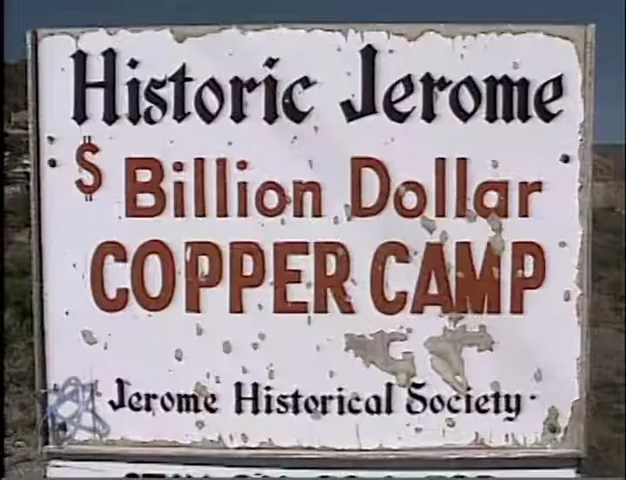 Historic Jerome
$ Billion Dollar
COPPER CAMP
Jerome Historical Society